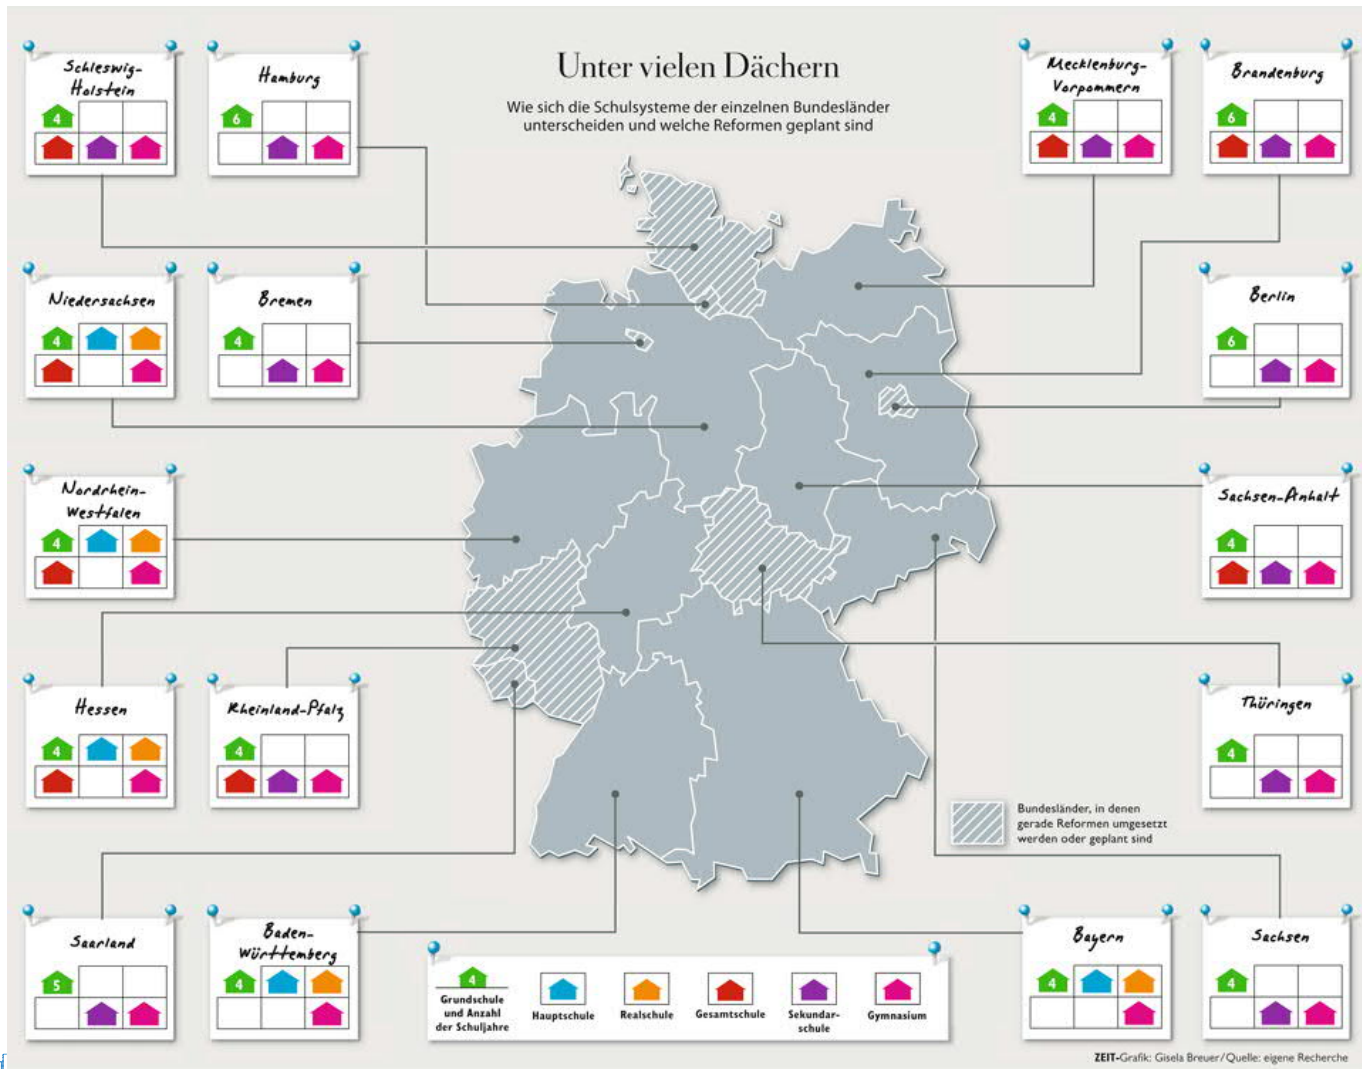 Unter vielen Dächern
Wie sich die Schulsysteme der einzelnen Bundesländer
unterscheiden und welche Reformen geplant sind
Schleswig-
Holstein
4
Hamburg
6
Mecklenburg-
Vorpommern
4
Brandenburg
6
Niedersachsen
4
Bremen
4
Berlin
6
Nordrhein-
Westfalen
4
Sachsen-Anhalt
4
Hessen
4
Rheinland-Pfalz
4
Thüringen
4
Bundesländer, in denen
gerade Reformen umgesetzt
werden oder geplant sind
Saarland
5
Baden-
Württemberg
4
Bayern
4
Sachsen
4
4
Grundschule
und Anzahl
der Schuljahre
Hauptschule
Realschule
Gesamtschule
Sekundar-
schule
Gymnasium
ZEIT-Grafik: Gisela Breuer/Quelle: eigene Recherche